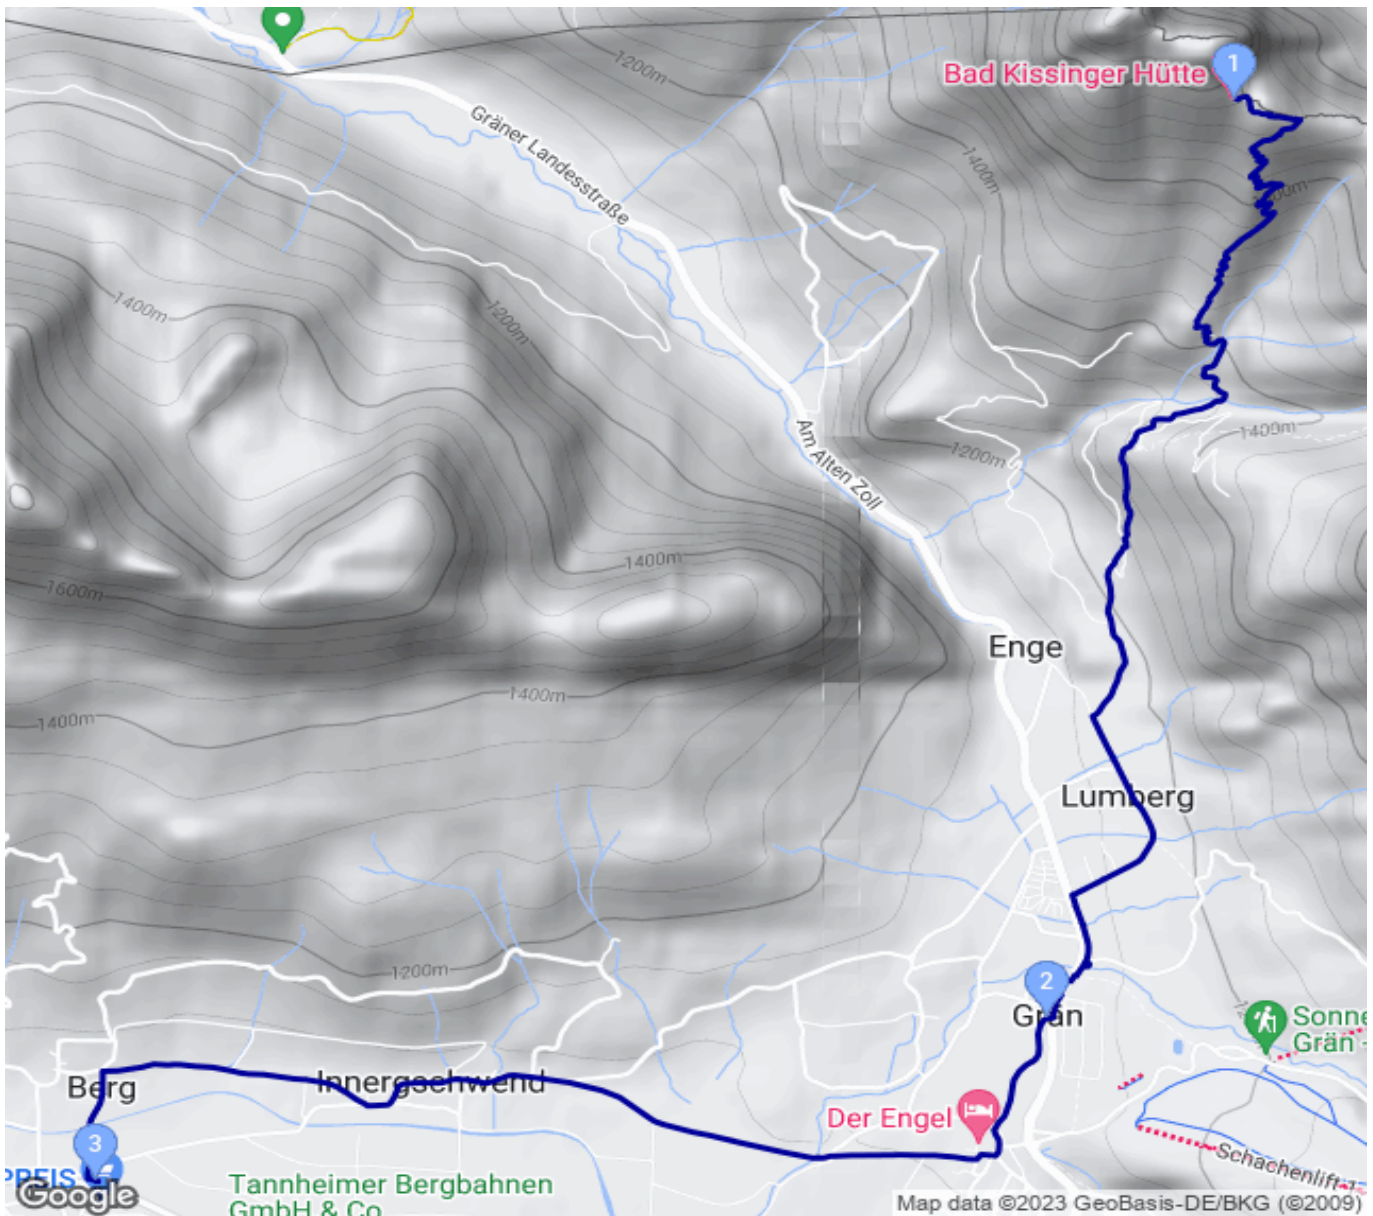 1
Bad Kissinger Hütte
1200m
Gräner Landesstraße
1400m
1400m
1200m
Am Alten Zoll
1400m
1200m
1400m
1600m
Enge
1400m
1400m
Lumberg
1200m
2
Grän
Sonne
Grän -
Berg
Innergschwend
Der Engel
3
PREIS
Schachenlift 1
Tannheimer Bergbahnen
GmbH & Co
Google
Map data ©2023 GeoBasis-DE/BKG (©2009)